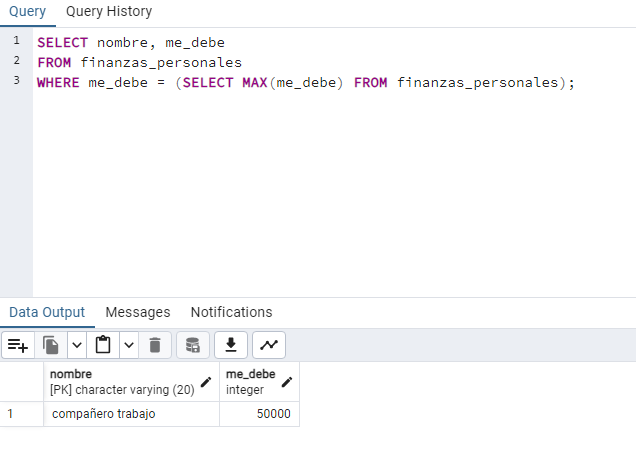 Query Query History
1 SELECT nombre, me_debe
2 FROM finanzas_personales
3 WHERE me_debe = (SELECT MAX(me_debe) FROM finanzas_personales);
Data Output Messages Notifications
nombre me_debe
[PK] character varying (20) integer
1 compañero trabajo 50000